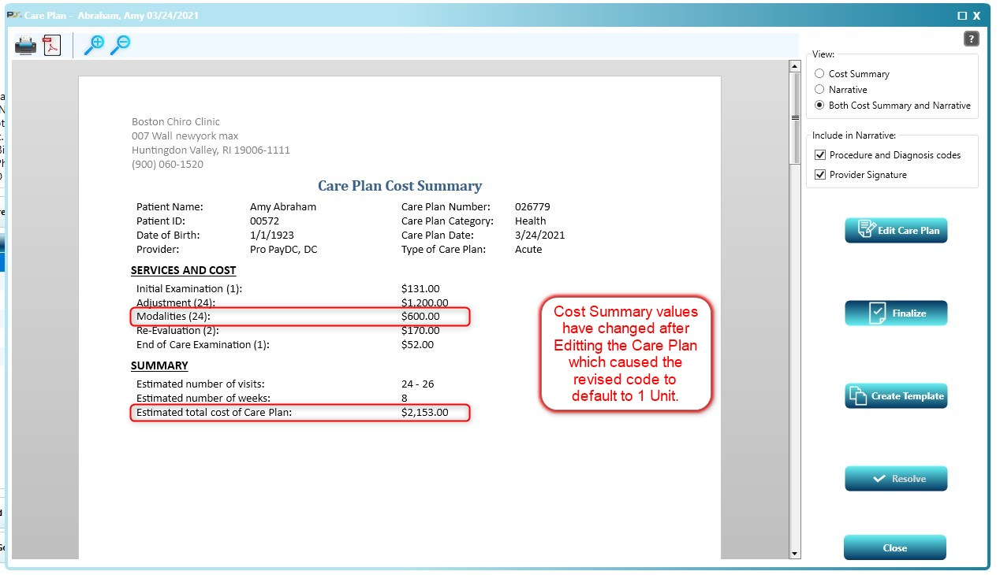 Care Plan - Abraham, Amy 03/24/2021
X
?
View:
Cost Summary
Narrative
Both Cost Summary and Narrative
Include in Narrative:
Procedure and Diagnosis codes
Provider Signature
Edit Care Plan
Finalize
Create Template
Resolve
Close
Boston Chiro Clinic
007 Wall newyork max
Huntingdon Valley, RI 19006-1111
(900) 060-1520
Care Plan Cost Summary
Patient Name: Amy Abraham Care Plan Number: 026779
Patient ID: 00572 Care Plan Category: Health
Date of Birth: 1/1/1923 Care Plan Date: 3/24/2021
Provider: Pro PayDC, DC Type of Care Plan: Acute
SERVICES AND COST
Initial Examination (1): $131.00
Adjustment (24): $1,200.00
Modalities (24): $600.00
Re-Evaluation (2): $170.00
End of Care Examination (1): $52.00
SUMMARY
Estimated number of visits: 24 - 26
Estimated number of weeks: 8
Estimated total cost of Care Plan: $2,153.00
Cost Summary values
have changed after
Editting the Care Plan
which caused the
revised code to
default to 1 Unit.